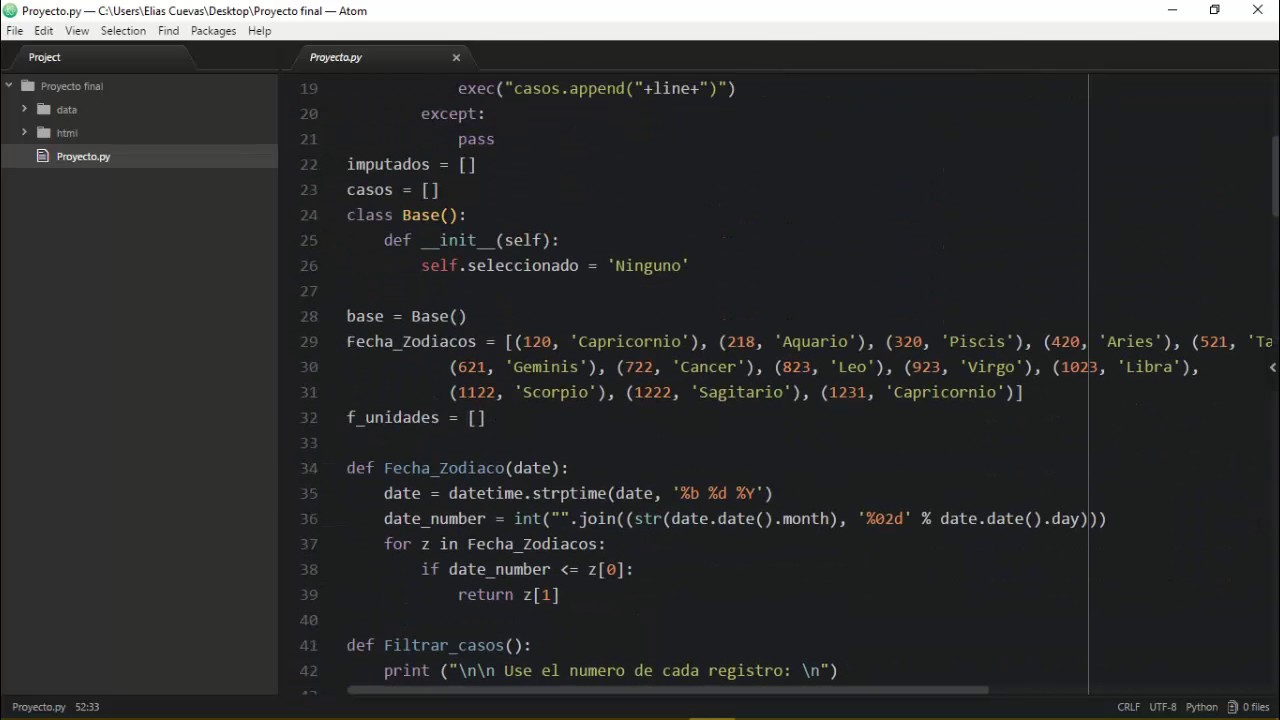 Proyecto.py — C:\Users\Elias Cuevas\Desktop\Proyecto final — Atom
File Edit View Selection Find Packages Help
Project
Proyecto.py
Proyecto final
data
html
Proyecto.py
19 exec("casos.append("+line+")")
20 except:
21 pass
22 imputados = []
23 casos = []
24 class Base():
25 def __init__(self):
26 self.seleccionado = 'Ninguno'
27
28 base = Base()
29 Fecha_Zodiacos = [(120, 'Capricornio'), (218, 'Aquario'), (320, 'Piscis'), (420, 'Aries'), (521, 'Ta
30 (621, 'Geminis'), (722, 'Cancer'), (823, 'Leo'), (923, 'Virgo'), (1023, 'Libra'),
31 (1122, 'Scorpio'), (1222, 'Sagitario'), (1231, 'Capricornio')]
32 f_unidades = []
33
34 def Fecha_Zodiaco(date):
35 date = datetime.strptime(date, '%b %d %Y')
36 date_number = int("".join((str(date.date().month), '%02d' % date.date().day)))
37 for z in Fecha_Zodiacos:
38 if date_number <= z[0]:
39 return z[1]
40
41 def Filtrar_casos():
42 print ("\n\n Use el numero de cada registro: \n")
Proyecto.py 52:33
CRLF UTF-8 Python 0 files